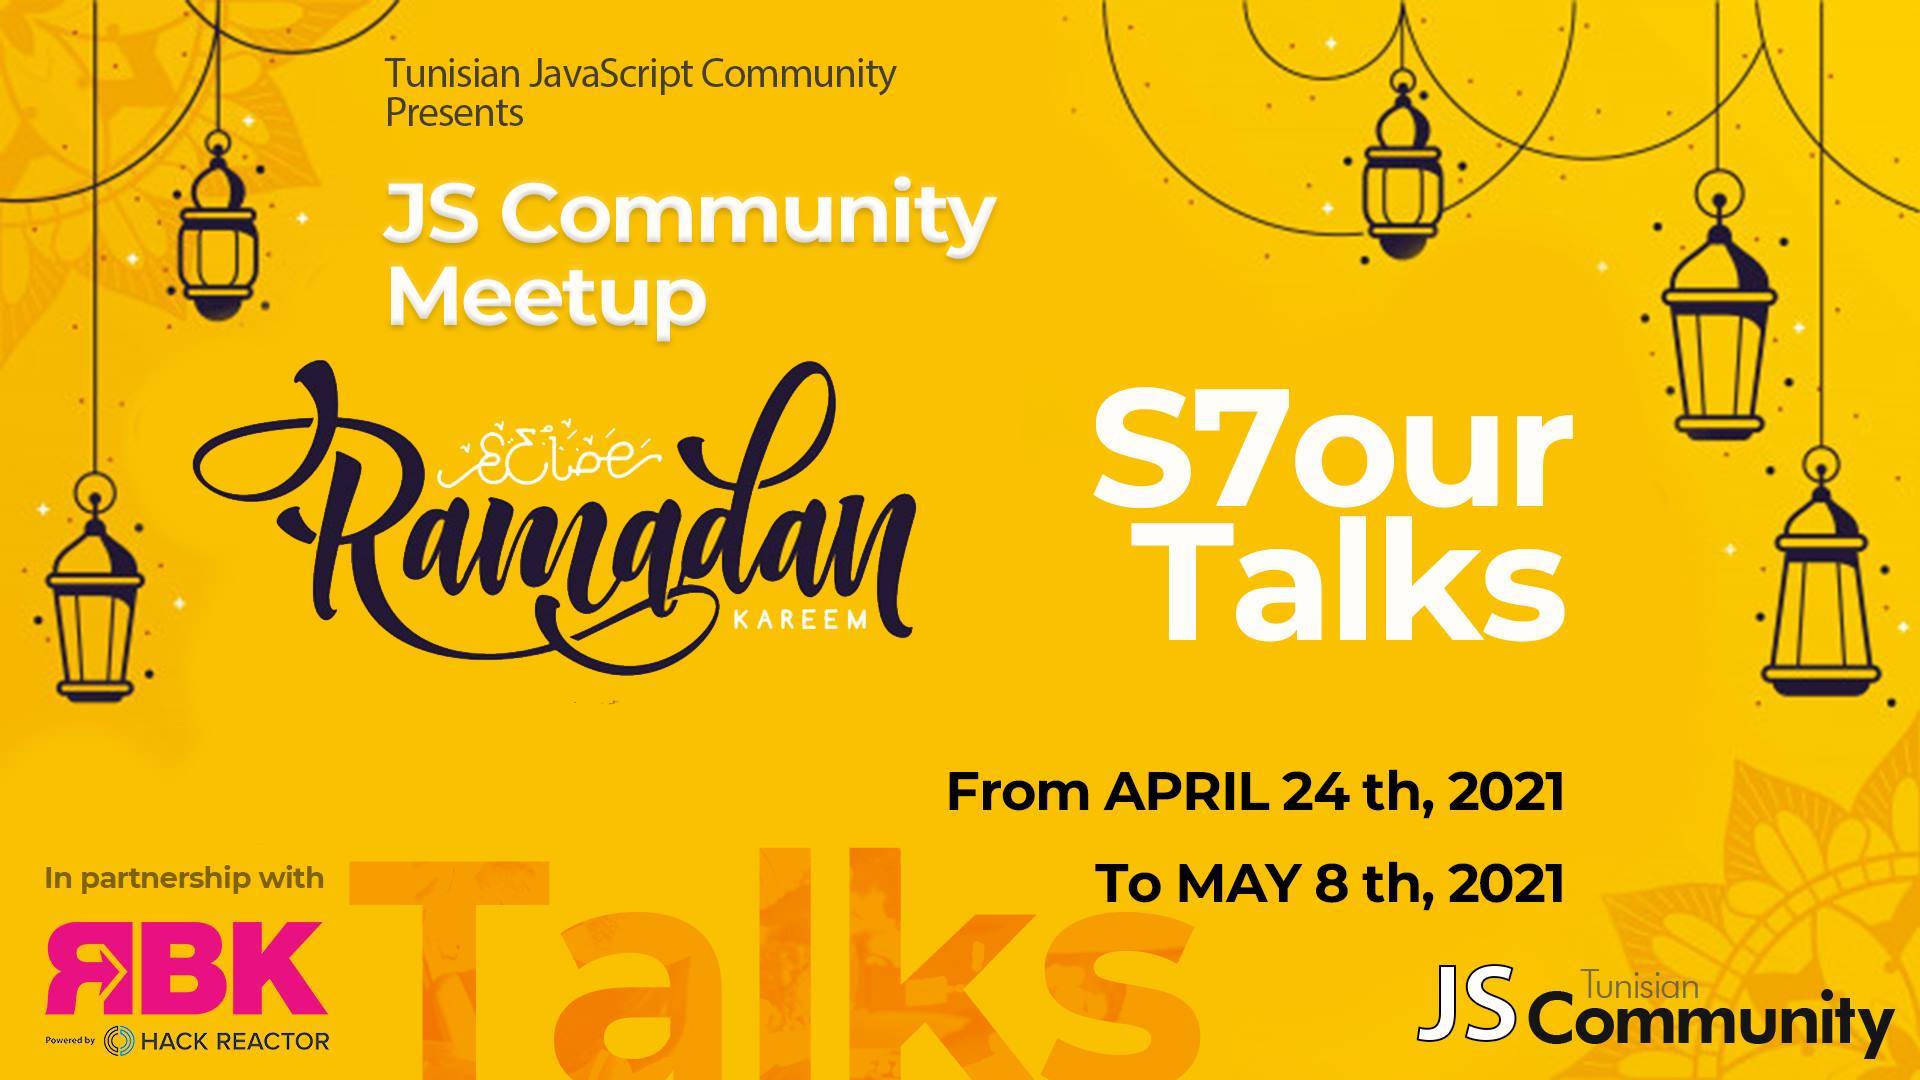 Tunisian JavaScript Community
Presents
JS Community
Meetup
Ramadan
KAREEM
S7our
Talks
From APRIL 24 th, 2021
To MAY 8 th, 2021
In partnership with
RBK
Powered by HACK REACTOR
Talks
JS Tunisian
Community